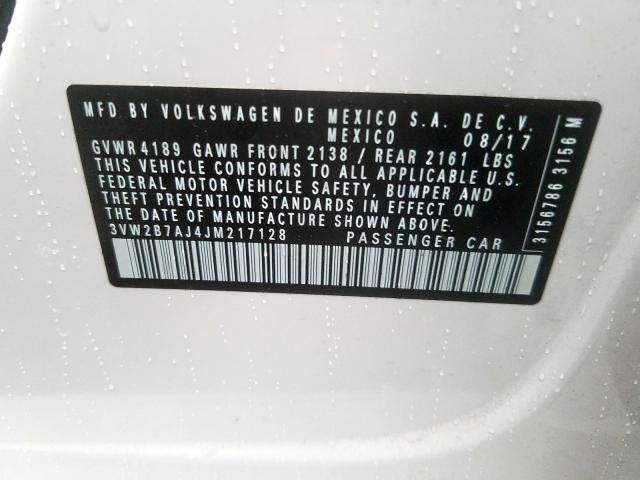 MFD BY VOLKSWAGEN DE MEXICO S.A. DE C.V.
MEXICO 08/17
GVWR 4189 GAWR FRONT 2138 / REAR 2161 LBS
THIS VEHICLE CONFORMS TO ALL APPLICABLE U.S.
FEDERAL MOTOR VEHICLE SAFETY, BUMPER AND
THEFT PREVENTION STANDARDS IN EFFECT ON
THE DATE OF MANUFACTURE SHOWN ABOVE.
3VW2B7AJ4JM217128 PASSENGER CAR
3156786 3156 M